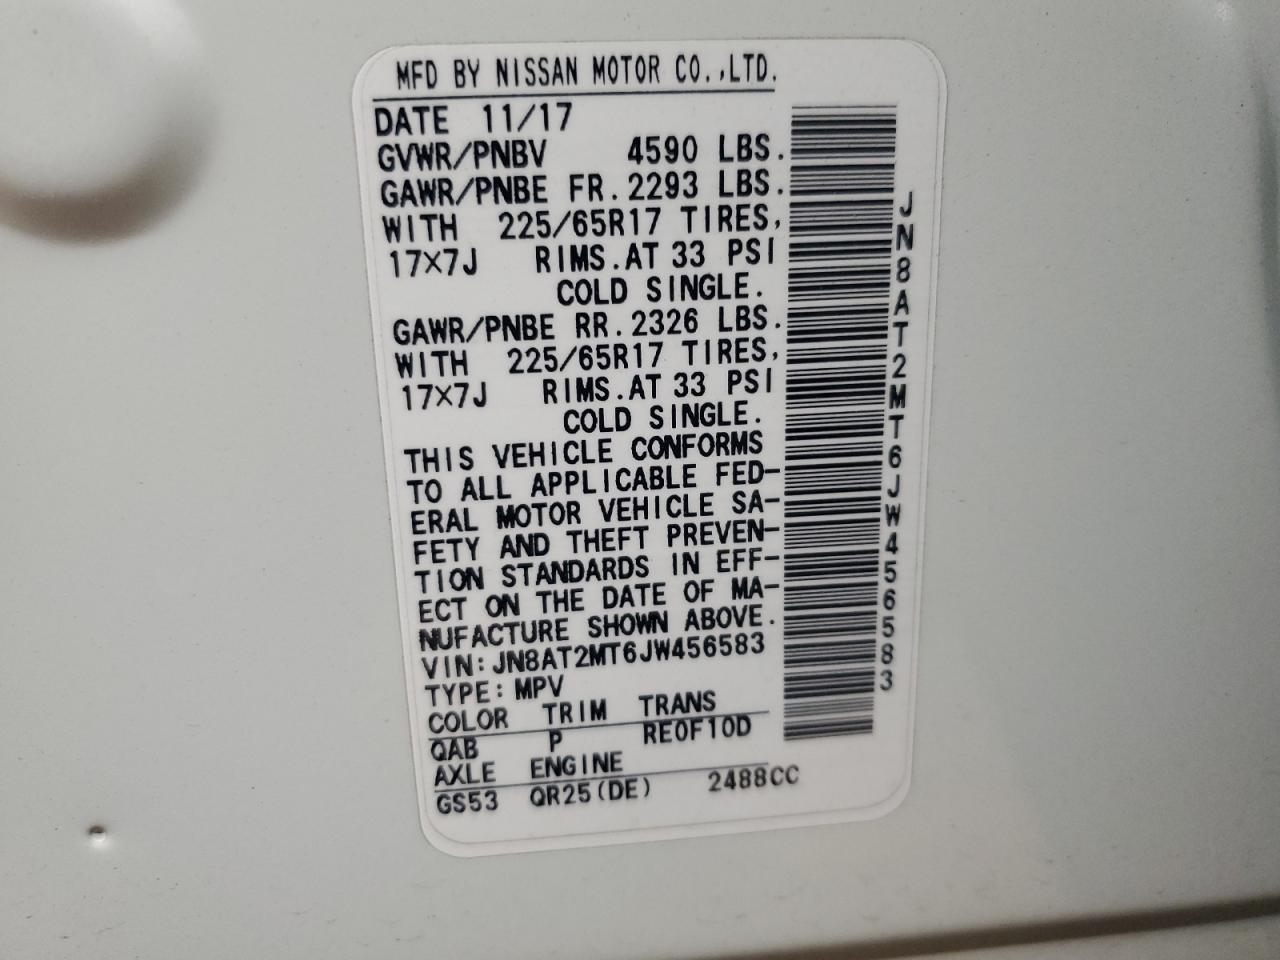 MFD BY NISSAN MOTOR CO.,LTD.
DATE 11/17
GVWR/PNBV 4590 LBS.
GAWR/PNBE FR.2293 LBS.
WITH 225/65R17 TIRES,
17×7J RIMS.AT 33 PSI
COLD SINGLE.
GAWR/PNBE RR.2326 LBS.
WITH 225/65R17 TIRES,
17×7J RIMS.AT 33 PSI
COLD SINGLE.
THIS VEHICLE CONFORMS
TO ALL APPLICABLE FED-
ERAL MOTOR VEHICLE SA-
FETY AND THEFT PREVEN-
TION STANDARDS IN EFF-
ECT ON THE DATE OF MA-
NUFACTURE SHOWN ABOVE.
VIN:JN8AT2MT6JW456583
TYPE:MPV
COLOR TRIM TRANS
QAB P RE0F10D
AXLE ENGINE
GS53 QR25(DE) 2488CC
JN8AT2MT6JW456583